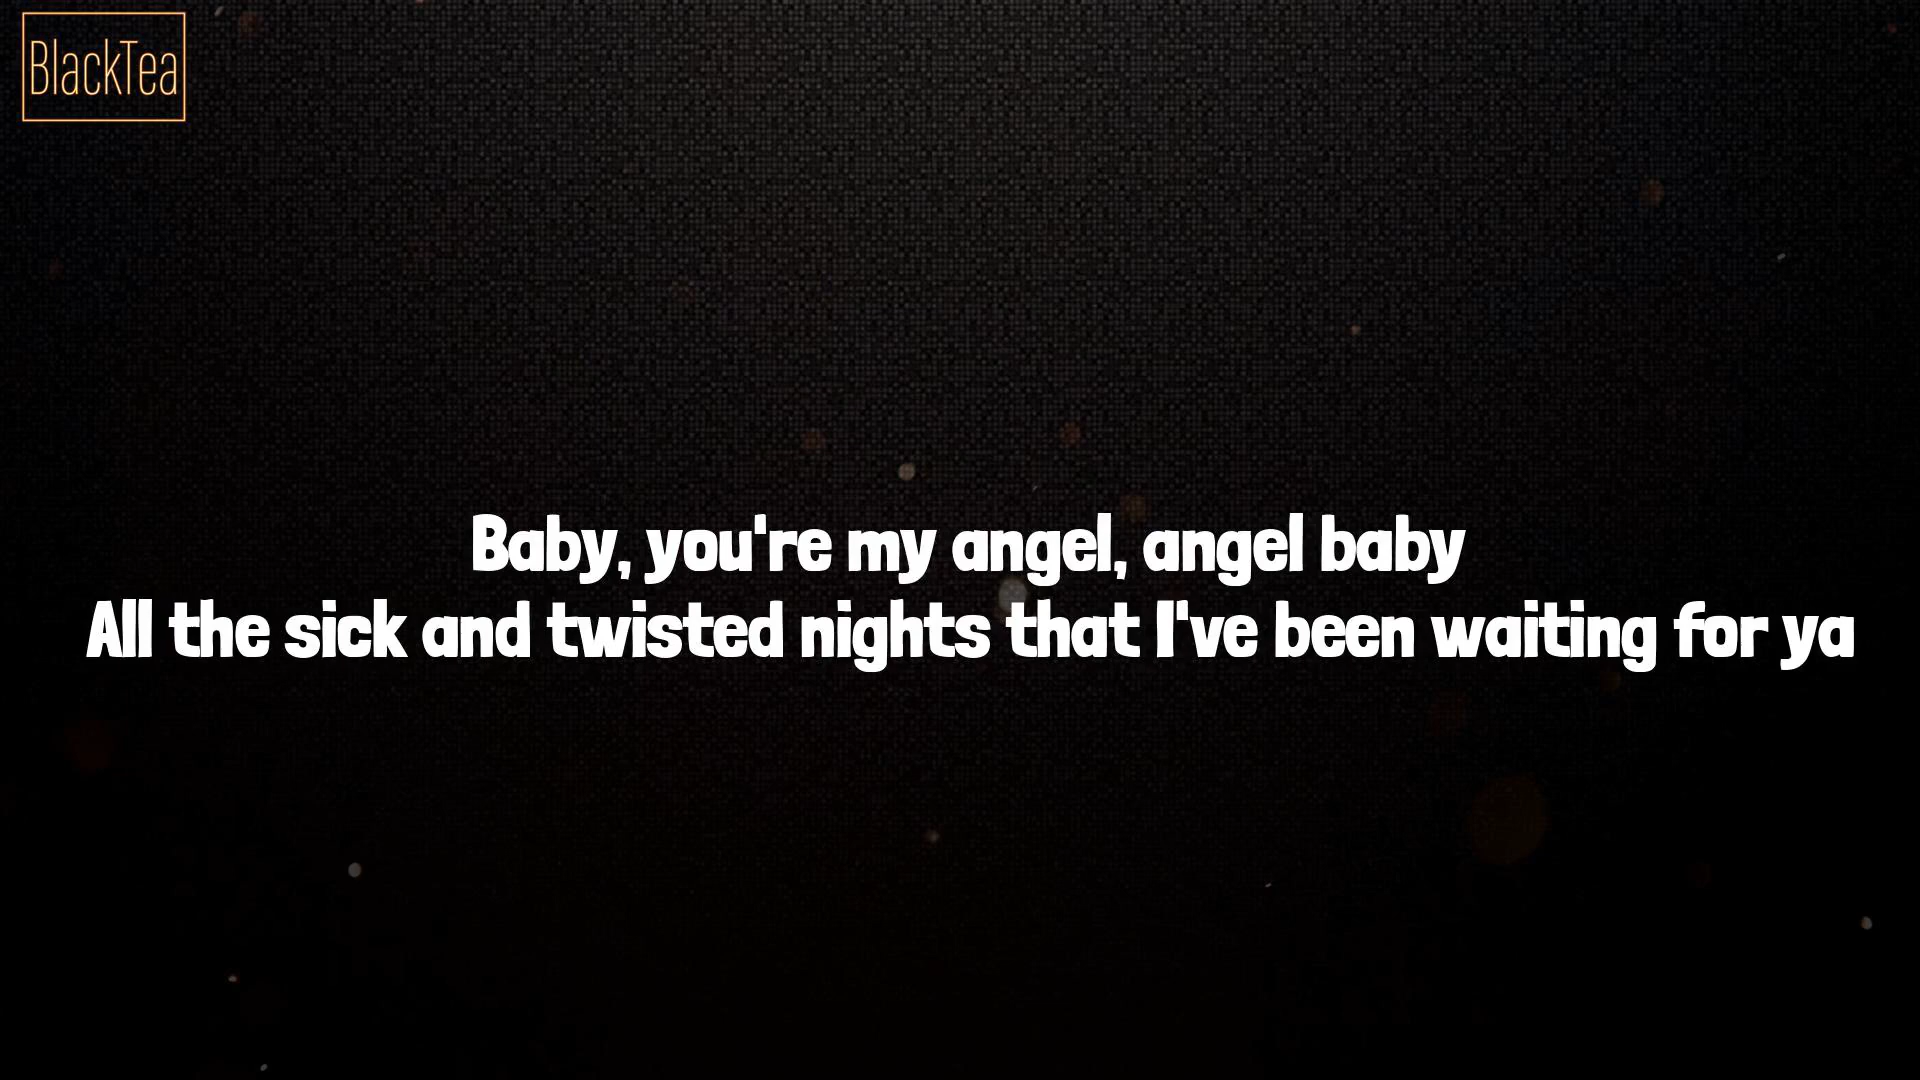 BlackTea
Baby, you're my angel, angel baby
All the sick and twisted nights that I've been waiting for ya